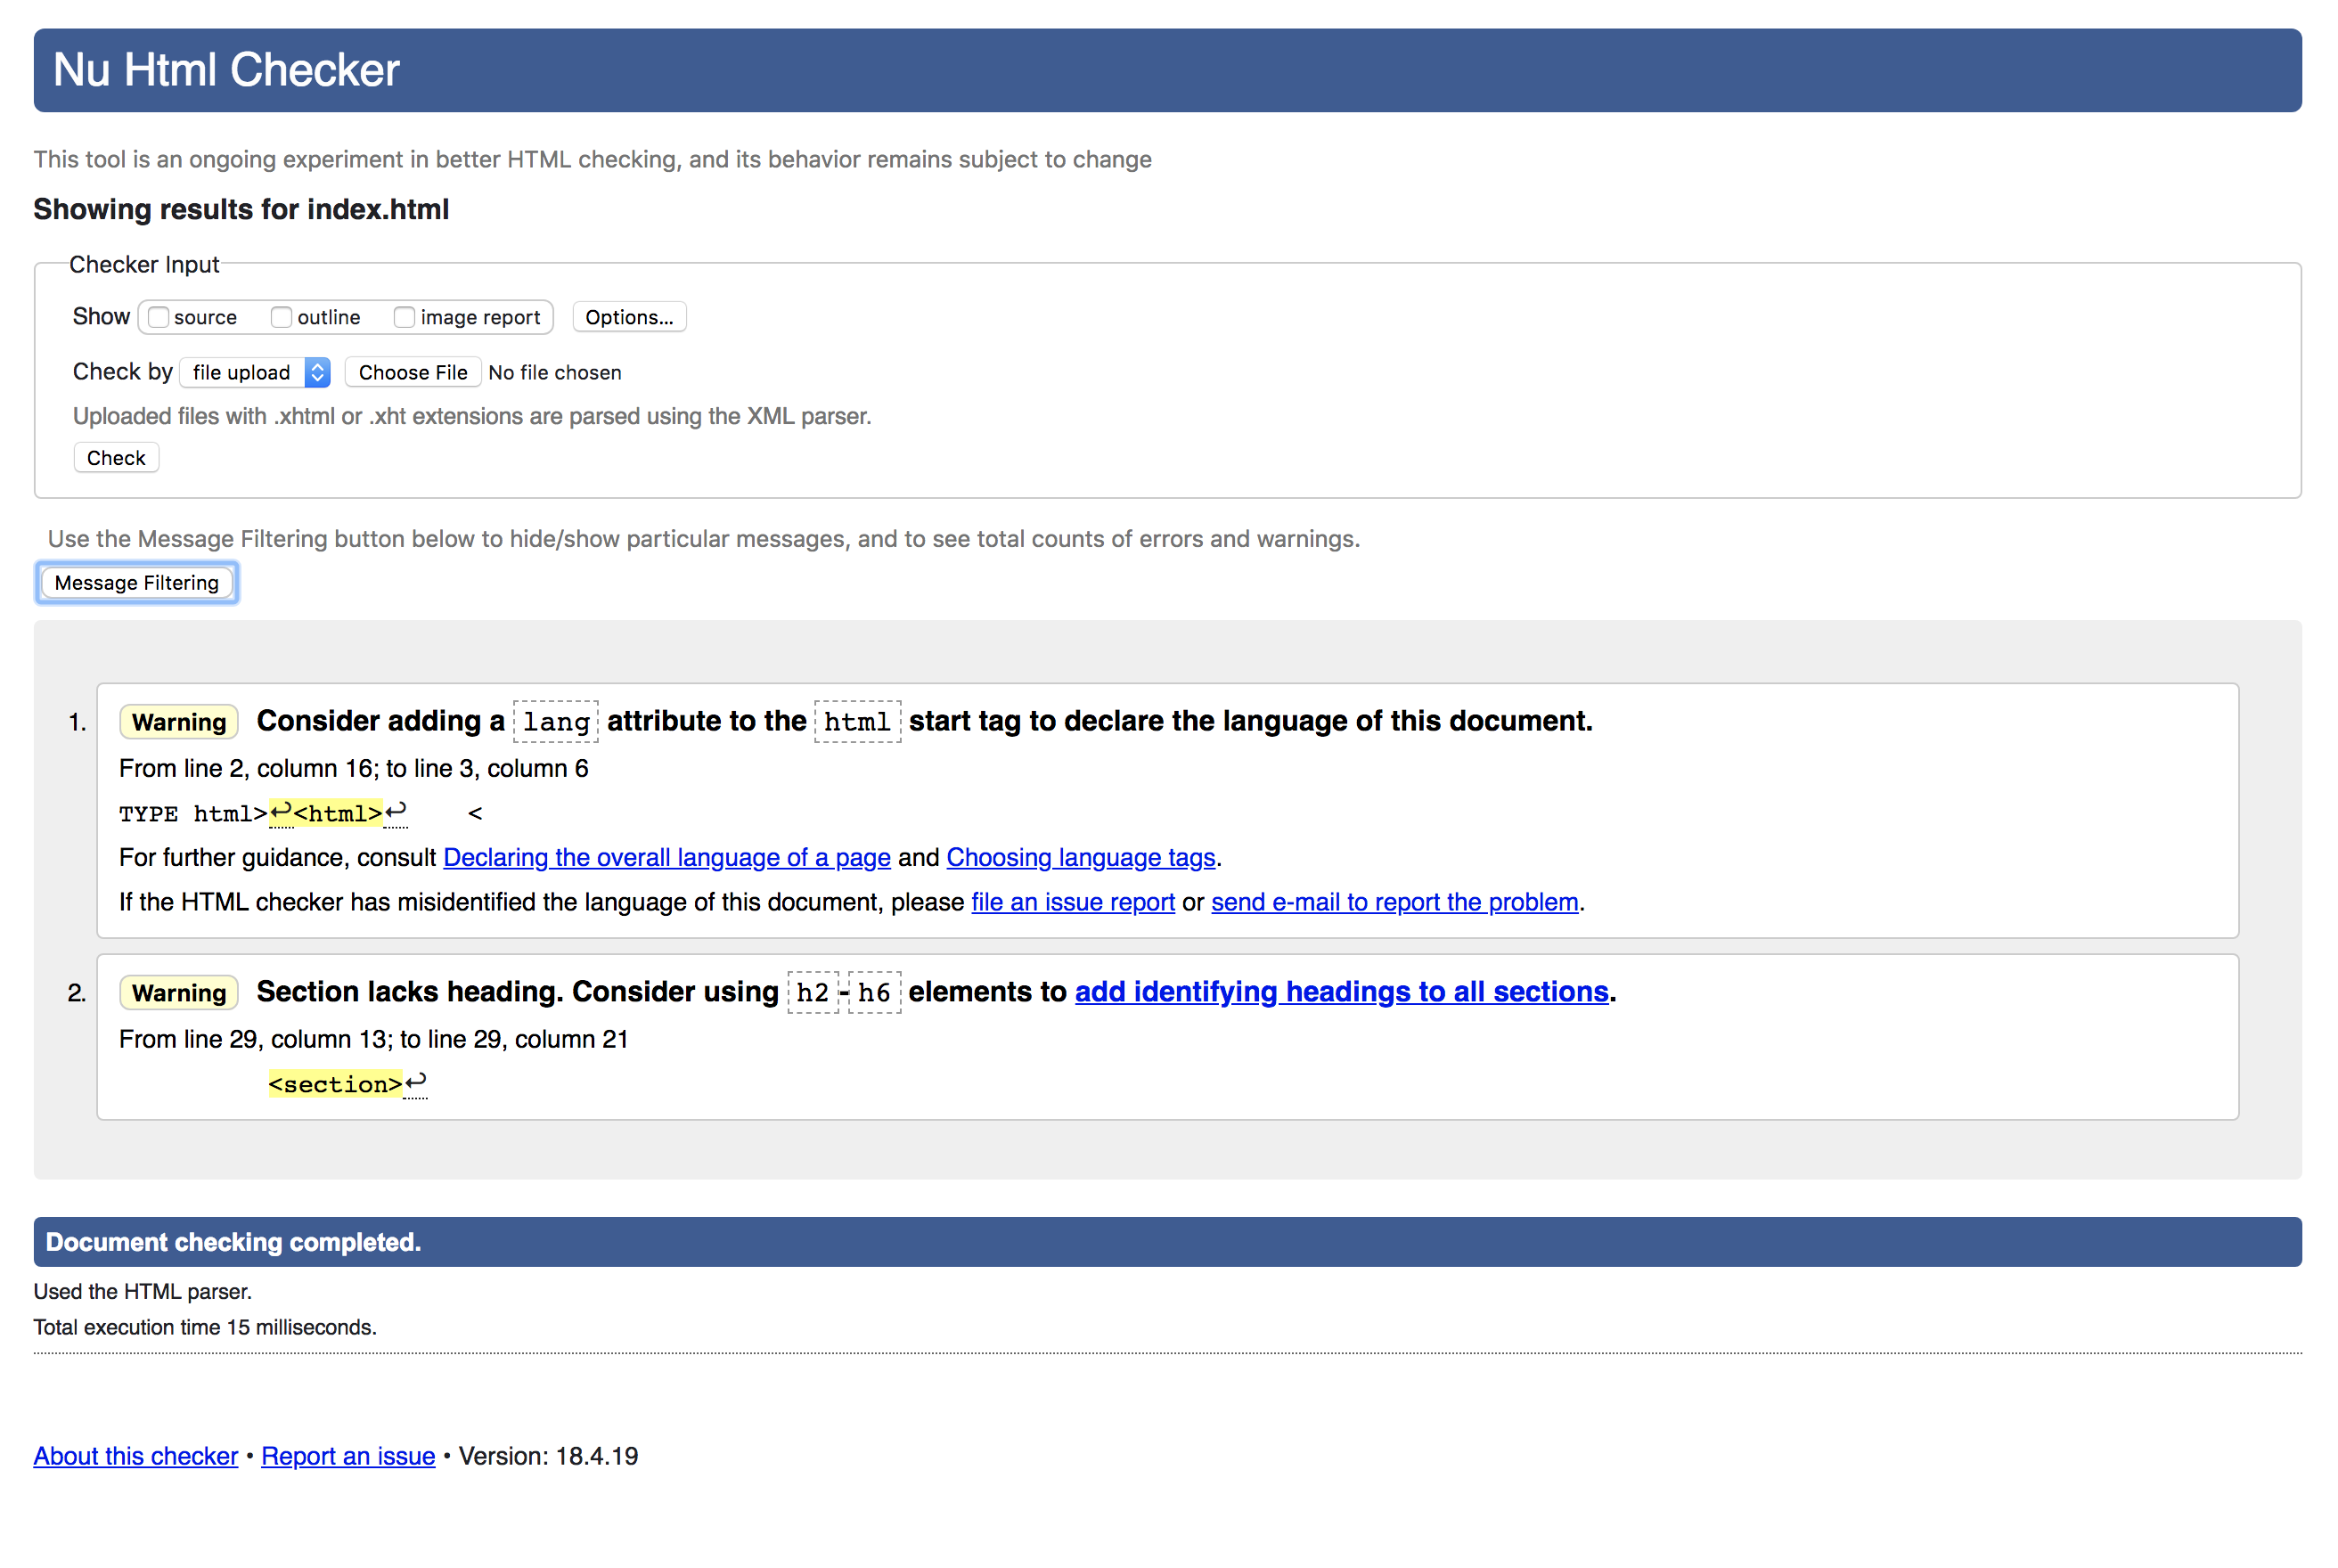 Nu Html Checker
This tool is an ongoing experiment in better HTML checking, and its behavior remains subject to change
Showing results for index.html
Checker Input
Show source outline image report Options...
Check by file upload Choose File No file chosen
Uploaded files with .xhtml or .xht extensions are parsed using the XML parser.
Check
Use the Message Filtering button below to hide/show particular messages, and to see total counts of errors and warnings.
Message Filtering
1. Warning Consider adding a lang attribute to the html start tag to declare the language of this document.
From line 2, column 16; to line 3, column 6
TYPE html>↩<html>↩    <
For further guidance, consult Declaring the overall language of a page and Choosing language tags.
If the HTML checker has misidentified the language of this document, please file an issue report or send e-mail to report the problem.
2. Warning Section lacks heading. Consider using h2-h6 elements to add identifying headings to all sections.
From line 29, column 13; to line 29, column 21
<section>↩
Document checking completed.
Used the HTML parser.
Total execution time 15 milliseconds.
About this checker • Report an issue • Version: 18.4.19